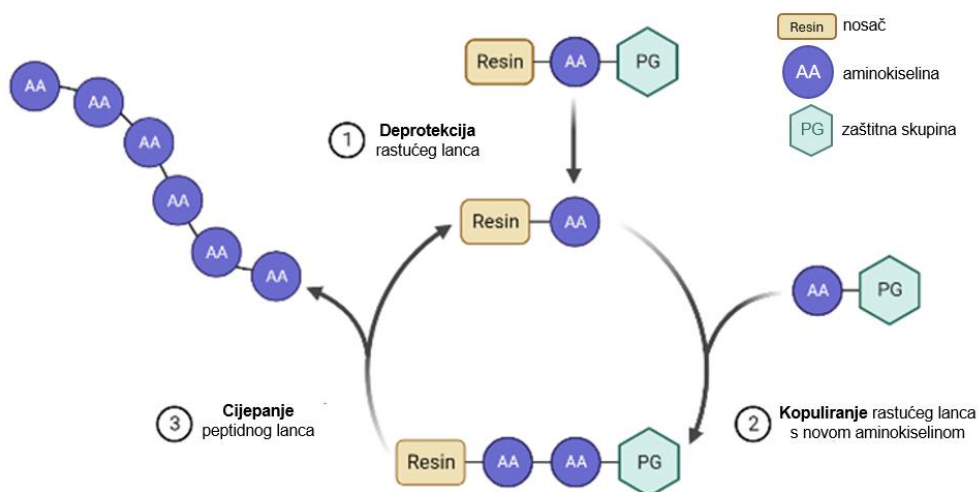 Resin nosač
AA aminokiselina
PG zaštitna skupina
Resin AA PG
1 Deprotekcija
rastućeg lanca
Resin AA
AA
AA
AA
AA
AA
AA
AA PG
3 Cijepanje
peptidnog lanca
2 Kopuliranje rastućeg lanca
s novom aminokiselinom
Resin AA AA PG